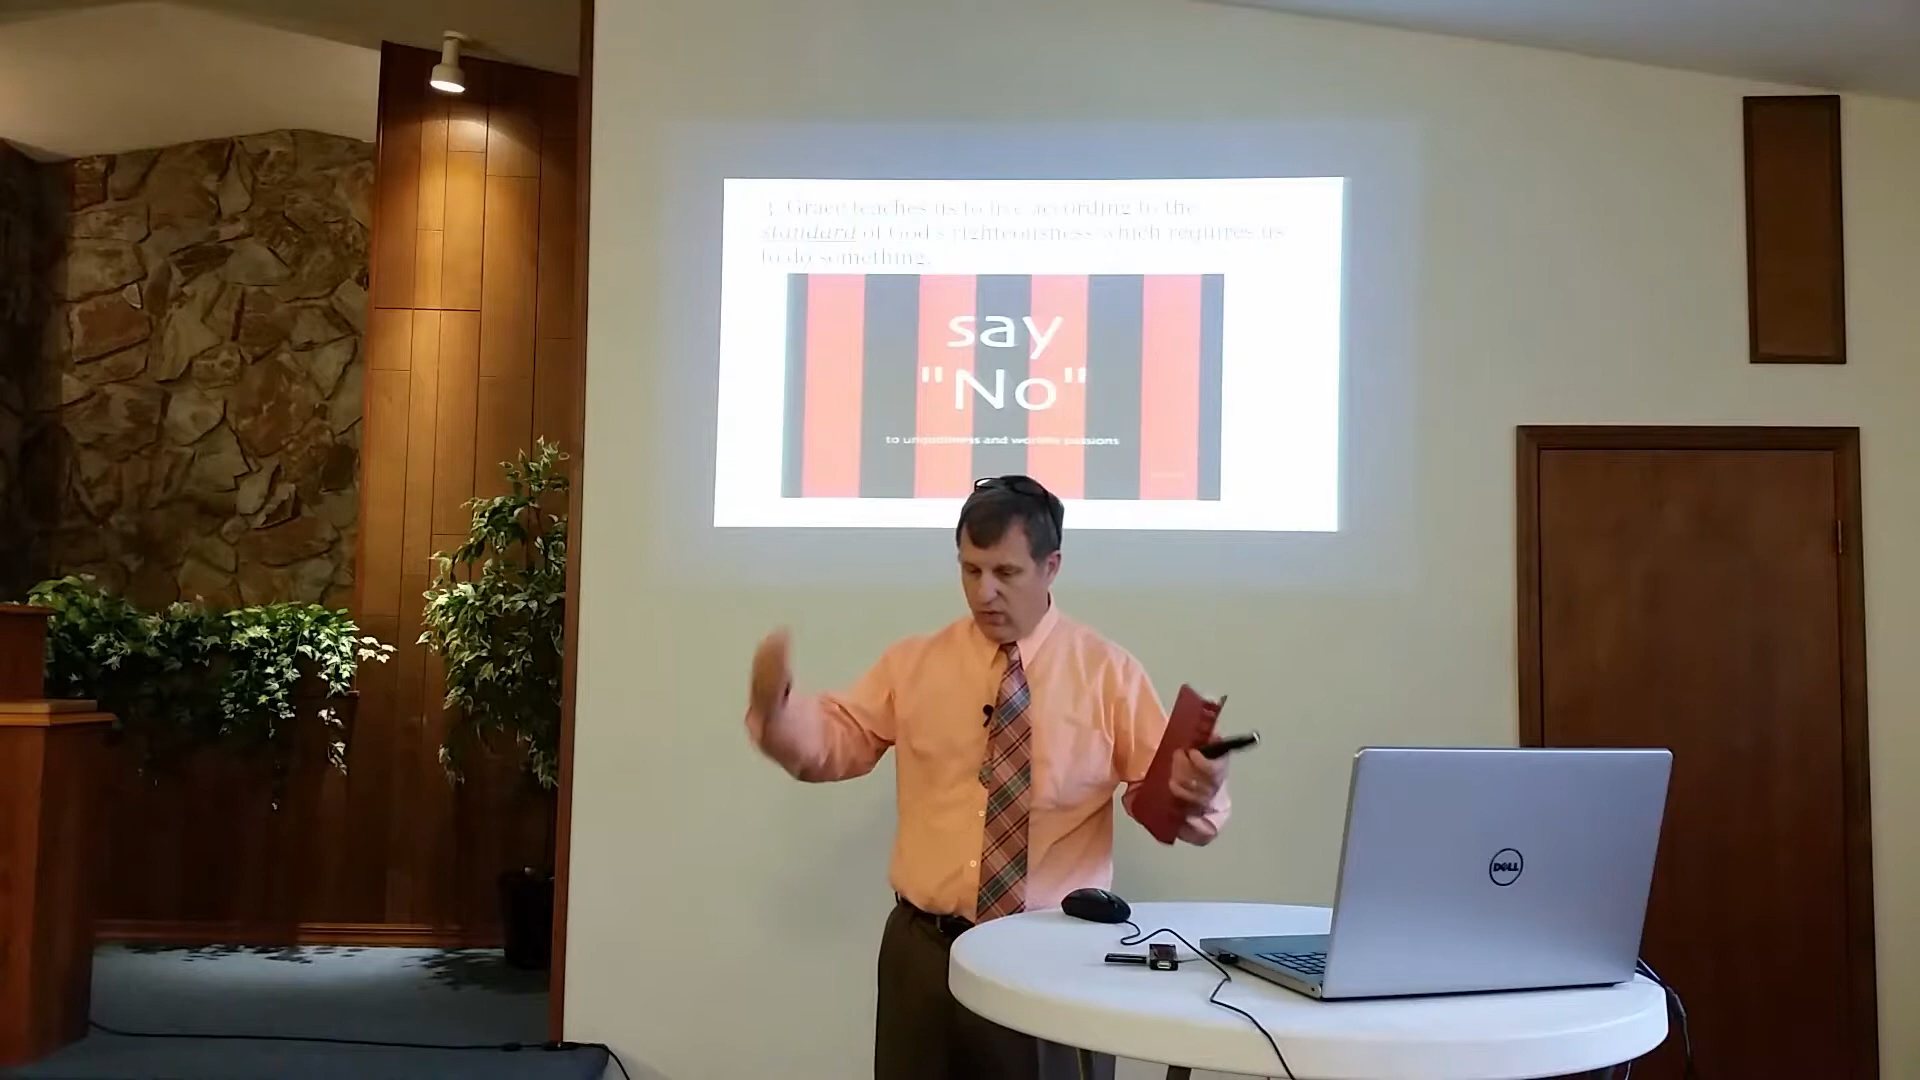 3. Grace teaches us to live according to the
standard of God's righteousness which requires us
to do something.
say
"No"
to ungodliness and worldly passions
DELL